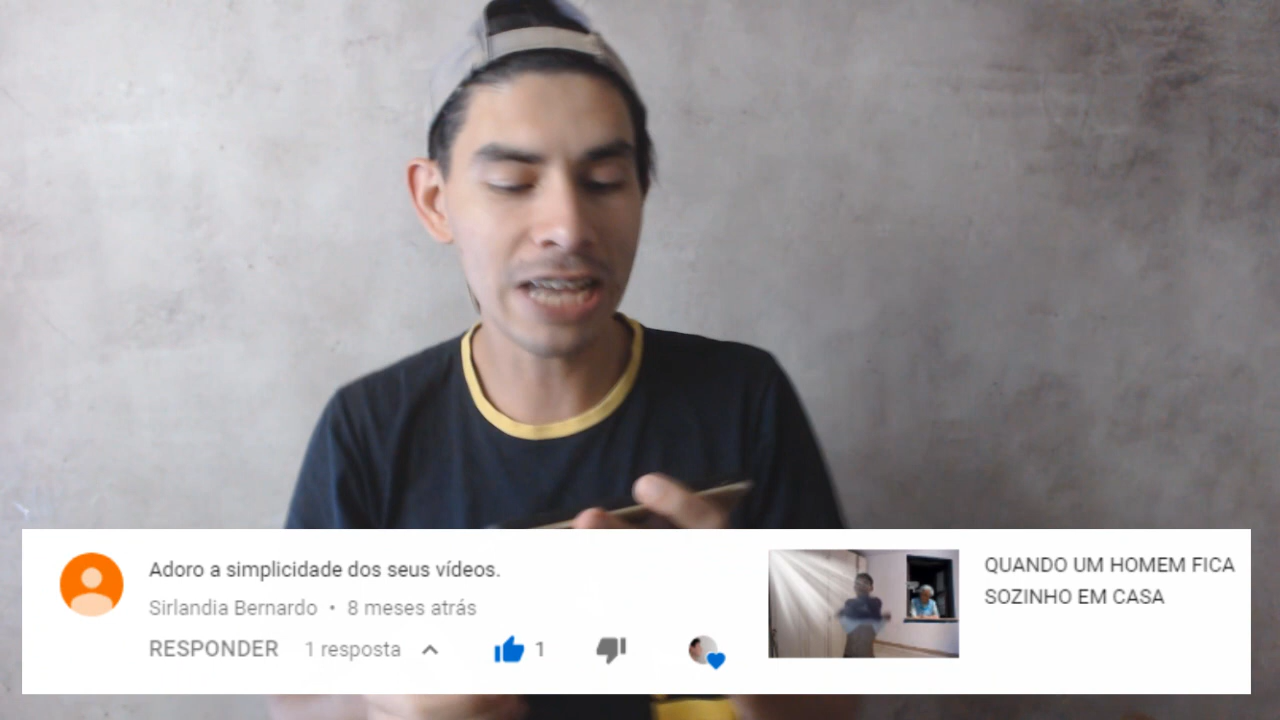 Adoro a simplicidade dos seus vídeos.
Sirlandia Bernardo • 8 meses atrás
RESPONDER 1 resposta 1
QUANDO UM HOMEM FICA
SOZINHO EM CASA